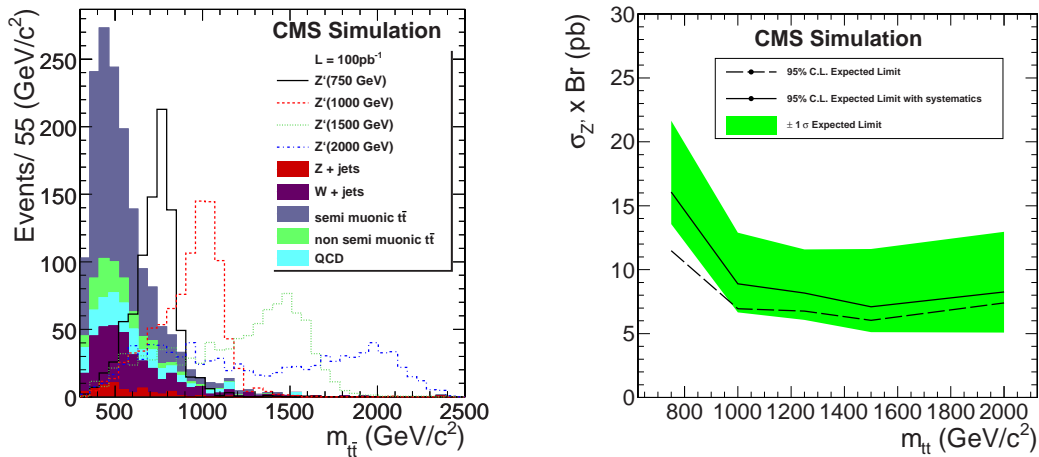 CMS Simulation
L = 100pb⁻¹
Z‘(750 GeV)
Z‘(1000 GeV)
Z‘(1500 GeV)
Z‘(2000 GeV)
Z + jets
W + jets
semi muonic tt̄
non semi muonic tt̄
QCD
Events/ 55 (GeV/c²)
250
200
150
100
50
0
500 1000 1500 2000 2500
m_tt̄ (GeV/c²)
CMS Simulation
95% C.L. Expected Limit
95% C.L. Expected Limit with systematics
± 1 σ Expected Limit
σ_Z' x Br (pb)
30
25
20
15
10
5
0
800 1000 1200 1400 1600 1800 2000
m_tt (GeV/c²)